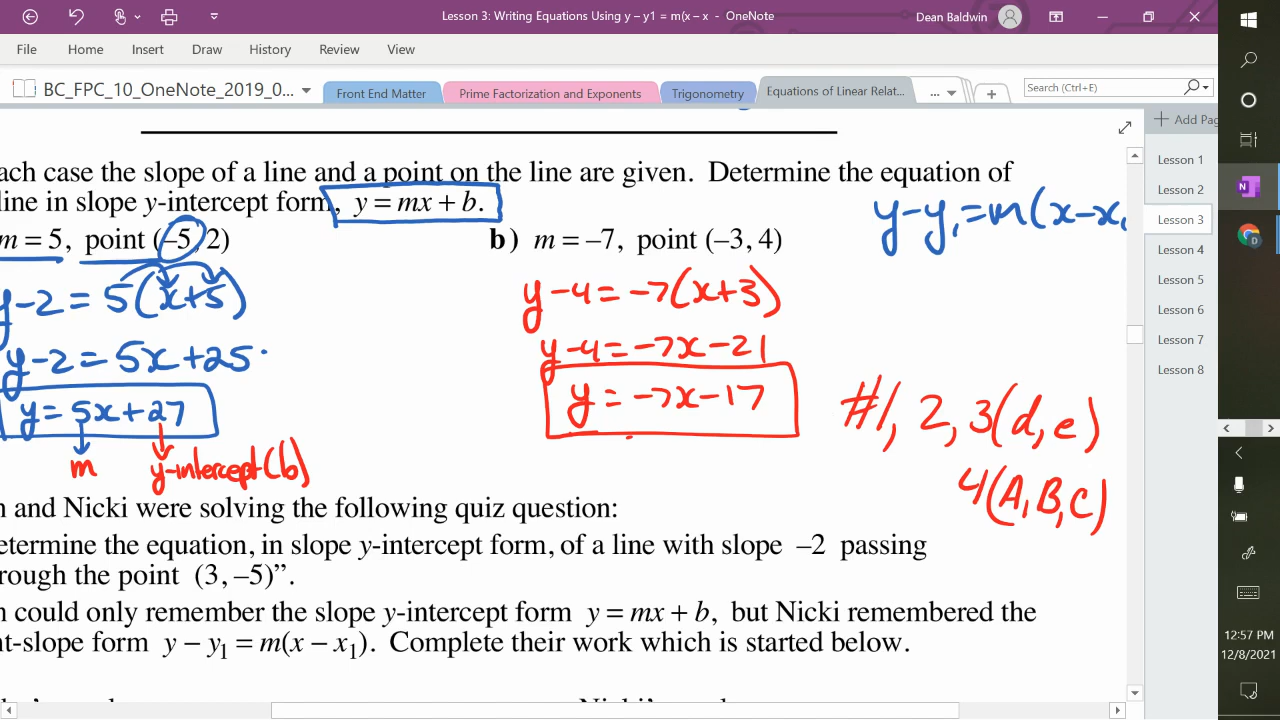 Lesson 3: Writing Equations Using y – y1 = m(x – x - OneNote
Dean Baldwin
File Home Insert Draw History Review View
BC_FPC_10_OneNote_2019_0...
Front End Matter
Prime Factorization and Exponents
Trigonometry
Equations of Linear Relat...
...
Search (Ctrl+E)
Add Pag
Lesson 1
Lesson 2
Lesson 3
Lesson 4
Lesson 5
Lesson 6
Lesson 7
Lesson 8
ach case the slope of a line and a point on the line are given. Determine the equation of
line in slope y-intercept form, y = mx + b.
y-y₁=m(x-x₁
m = 5, point (–5, 2)
y-2=5(x+5)
y-2=5x+25
y=5x+27
m
y-intercept(b)
b) m = –7, point (–3, 4)
y-4=-7(x+3)
y-4=-7x-21
y=-7x-17
#1, 2, 3(d,e)
4(A,B,C)
n and Nicki were solving the following quiz question:
etermine the equation, in slope y-intercept form, of a line with slope –2 passing
rough the point (3, –5)”.
n could only remember the slope y-intercept form y = mx + b, but Nicki remembered the
nt-slope form y – y₁ = m(x – x₁). Complete their work which is started below.
12:57 PM
12/8/2021